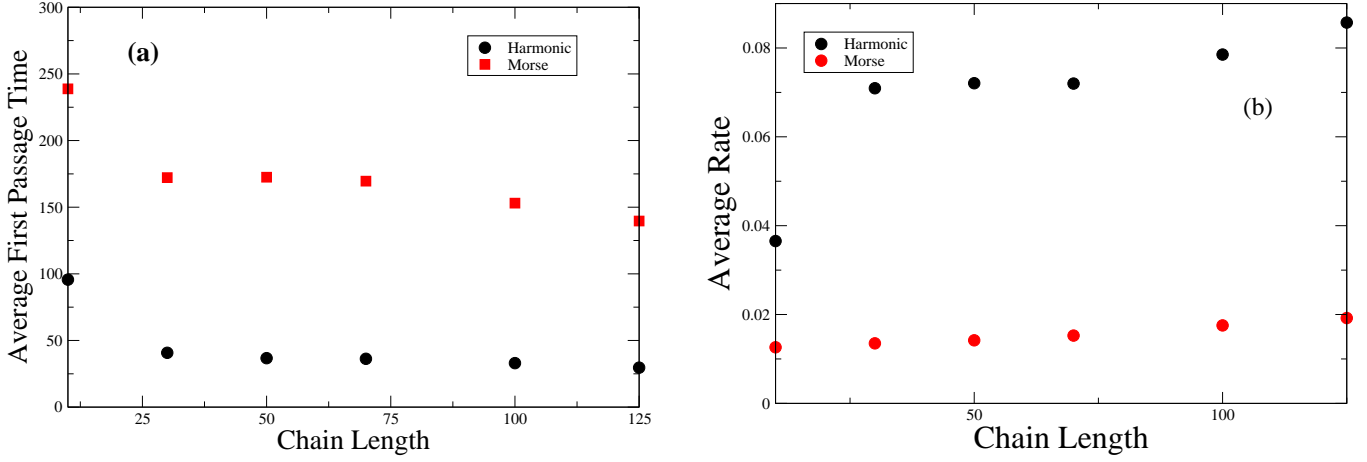 300
250
200
150
100
50
0
25
50
75
100
125
Average First Passage Time
Chain Length
(a)
Harmonic
Morse
0.08
0.06
0.04
0.02
0
50
100
Average Rate
Chain Length
(b)
Harmonic
Morse